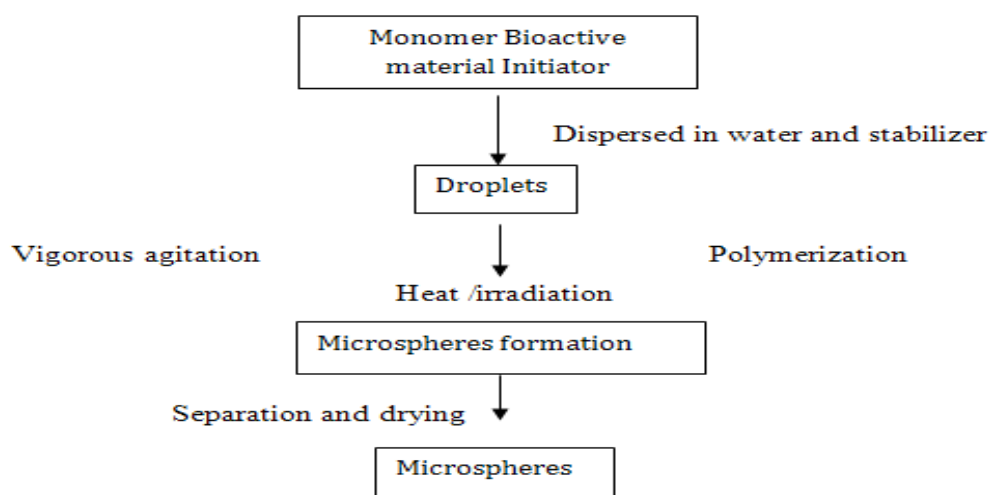 Monomer Bioactive
material Initiator
Dispersed in water and stabilizer
Droplets
Vigorous agitation
Polymerization
Heat /irradiation
Microspheres formation
Separation and drying
Microspheres